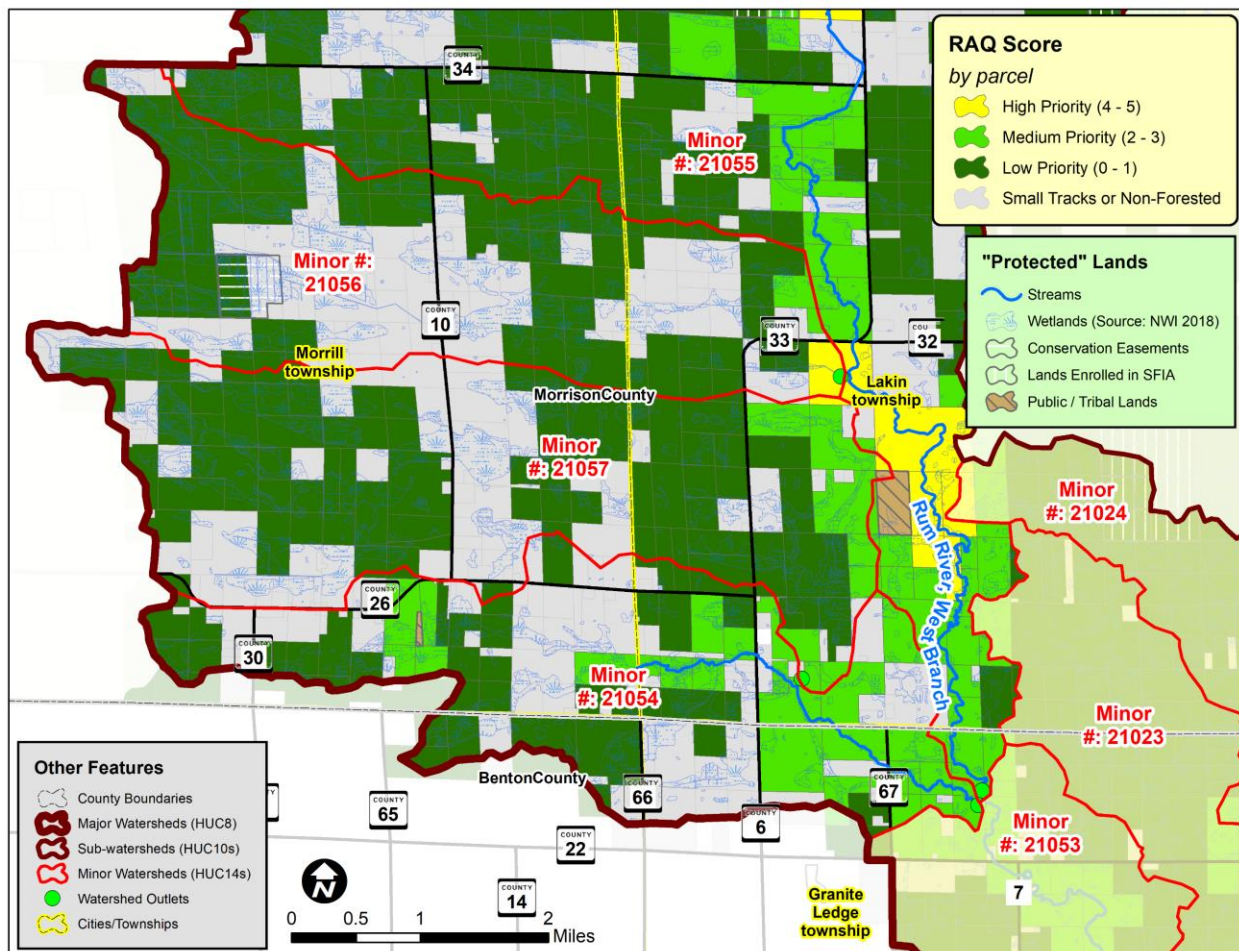 RAQ Score
by parcel
High Priority (4 - 5)
Medium Priority (2 - 3)
Low Priority (0 - 1)
Small Tracks or Non-Forested
"Protected" Lands
Streams
Wetlands (Source: NWI 2018)
Conservation Easements
Lands Enrolled in SFIA
Public / Tribal Lands
COUNTY
34
Minor
#: 21055
Minor #:
21056
COUNTY
10
COUNTY
33
COU
32
Morrill
township
MorrisonCounty
Lakin
township
Minor
#: 21057
Minor
#: 21024
Rum River, West Branch
COUNTY
26
COUNTY
30
Minor
#: 21054
Minor
#: 21023
BentonCounty
COUNTY
66
COUNTY
67
COUNTY
65
COUNTY
6
COUNTY
22
Minor
#: 21053
COUNTY
14
7
Granite
Ledge
township
Other Features
County Boundaries
Major Watersheds (HUC8)
Sub-watersheds (HUC10s)
Minor Watersheds (HUC14s)
Watershed Outlets
Cities/Townships
N
0 0.5 1 2
Miles